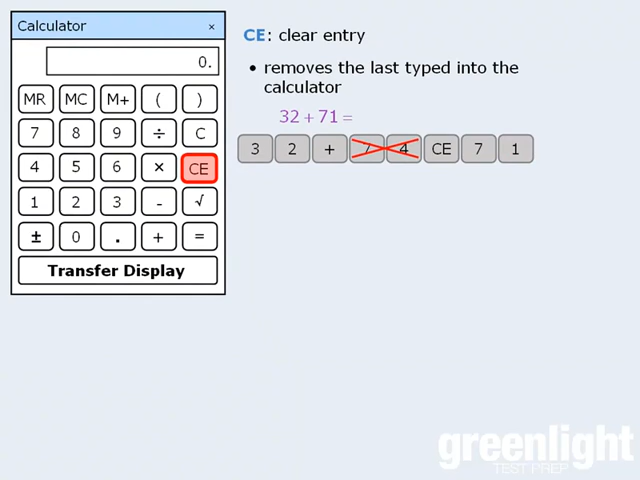 Calculator ×
0.
MR MC M+ ( )
7 8 9 ÷ C
4 5 6 × CE
1 2 3 - √
± 0 . + =
Transfer Display
CE: clear entry
• removes the last typed into the
calculator
32 + 71 =
3 2 + 7 4 CE 7 1
greenlight
TEST PREP